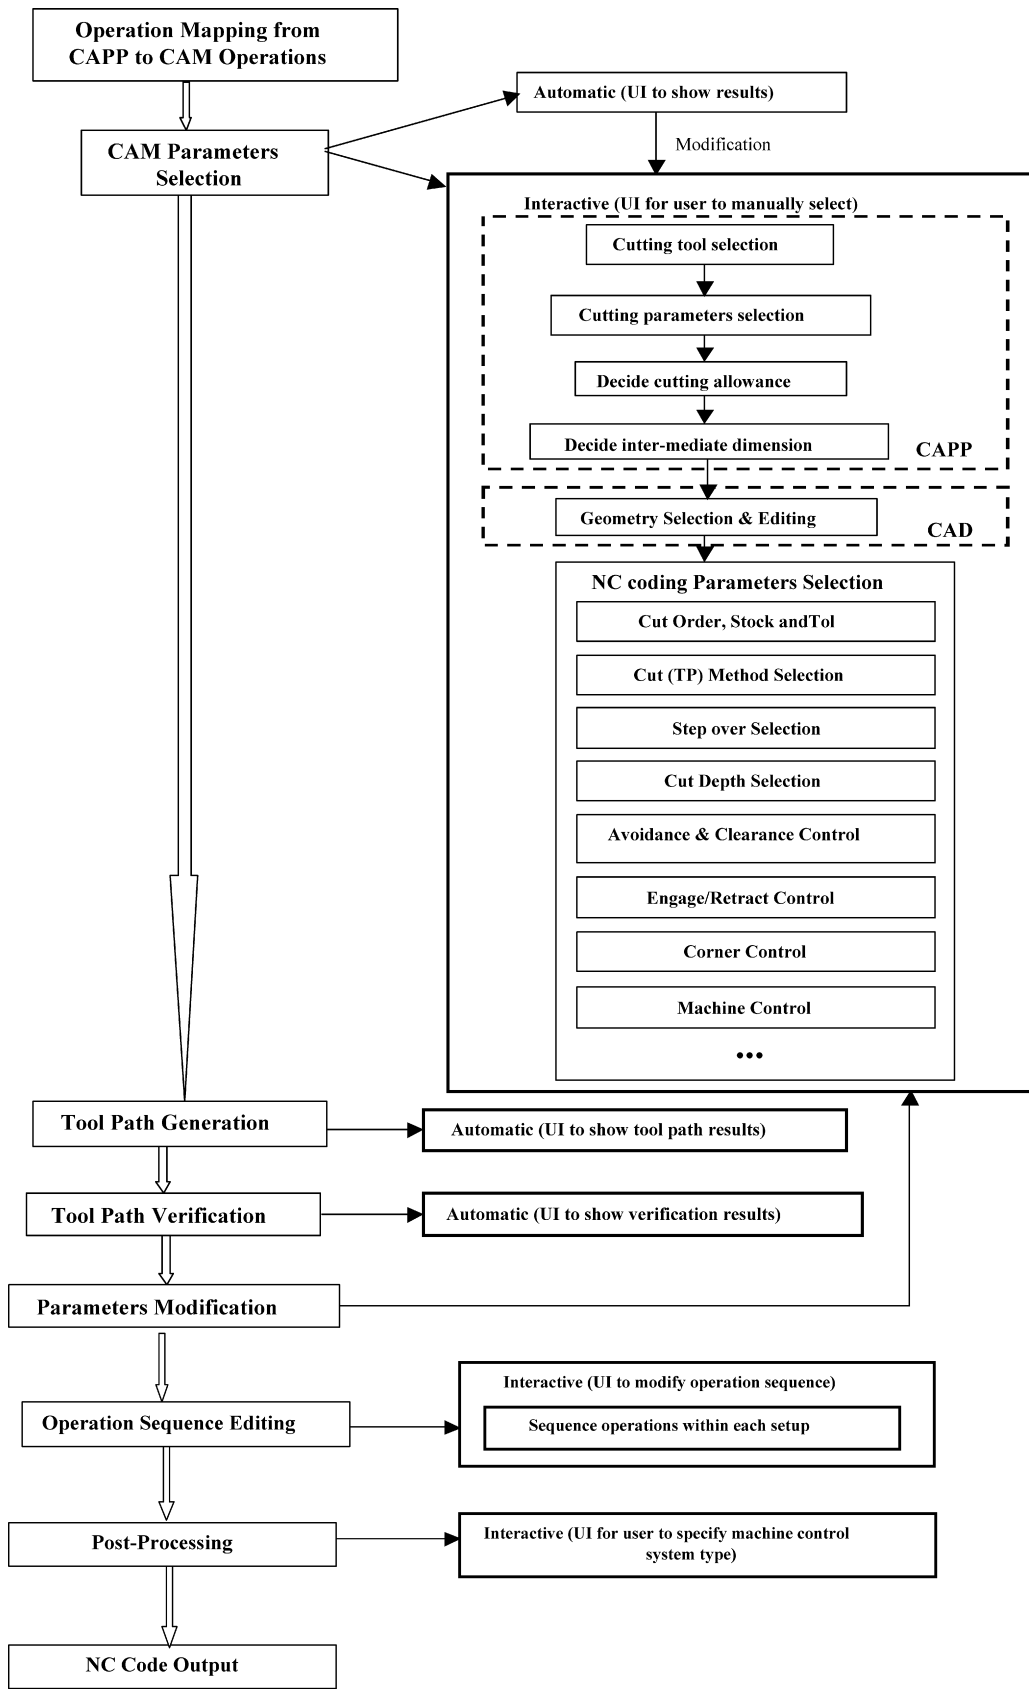 Operation Mapping from
CAPP to CAM Operations
Automatic (UI to show results)
Modification
CAM Parameters
Selection
Interactive (UI for user to manually select)
Cutting tool selection
Cutting parameters selection
Decide cutting allowance
Decide inter-mediate dimension
CAPP
Geometry Selection & Editing
CAD
NC coding Parameters Selection
Cut Order, Stock andTol
Cut (TP) Method Selection
Step over Selection
Cut Depth Selection
Avoidance & Clearance Control
Engage/Retract Control
Corner Control
Machine Control
...
Tool Path Generation
Automatic (UI to show tool path results)
Tool Path Verification
Automatic (UI to show verification results)
Parameters Modification
Interactive (UI to modify operation sequence)
Operation Sequence Editing
Sequence operations within each setup
Post-Processing
Interactive (UI for user to specify machine control
system type)
NC Code Output